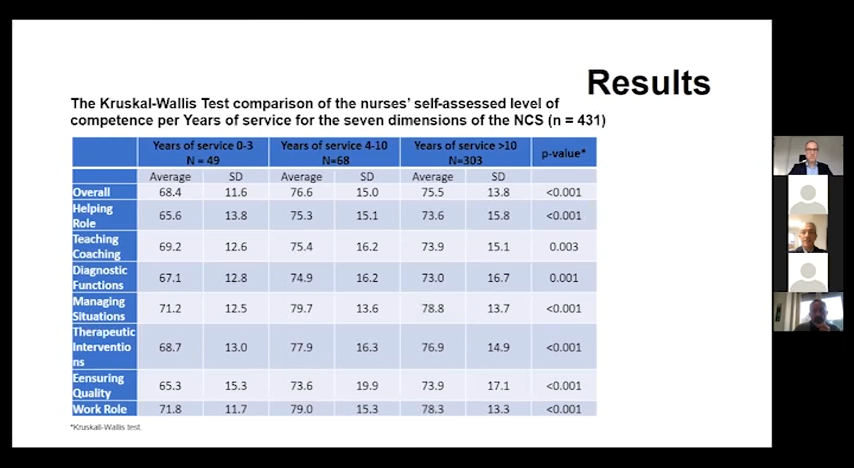 Results
The Kruskal-Wallis Test comparison of the nurses' self-assessed level of
competence per Years of service for the seven dimensions of the NCS (n = 431)
Years of service 0-3 Years of service 4-10 Years of service >10 p-value*
N = 49 N=68 N=303
Average SD Average SD Average SD
Overall 68.4 11.6 76.6 15.0 75.5 13.8 <0.001
Helping
Role 65.6 13.8 75.3 15.1 73.6 15.8 <0.001
Teaching
Coaching 69.2 12.6 75.4 16.2 73.9 15.1 0.003
Diagnostic
Functions 67.1 12.8 74.9 16.2 73.0 16.7 0.001
Managing
Situations 71.2 12.5 79.7 13.6 78.8 13.7 <0.001
Therapeutic
Interventio 68.7 13.0 77.9 16.3 76.9 14.9 <0.001
ns
Eensuring
Quality 65.3 15.3 73.6 19.9 73.9 17.1 <0.001
Work Role 71.8 11.7 79.0 15.3 78.3 13.3 <0.001
*Kruskall-Wallis test.